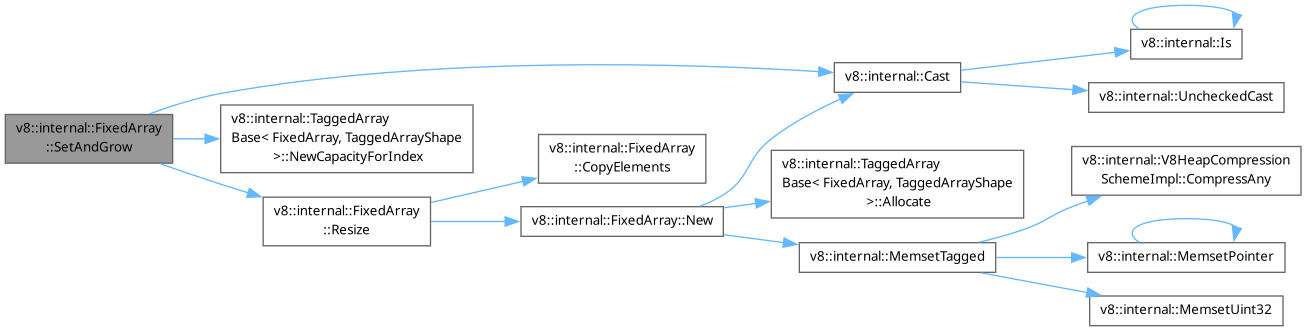 v8::internal::FixedArray
::SetAndGrow
v8::internal::TaggedArray
Base< FixedArray, TaggedArrayShape
>::NewCapacityForIndex
v8::internal::FixedArray
::Resize
v8::internal::FixedArray
::CopyElements
v8::internal::FixedArray::New
v8::internal::Cast
v8::internal::TaggedArray
Base< FixedArray, TaggedArrayShape
>::Allocate
v8::internal::MemsetTagged
v8::internal::Is
v8::internal::UncheckedCast
v8::internal::V8HeapCompression
SchemeImpl::CompressAny
v8::internal::MemsetPointer
v8::internal::MemsetUint32